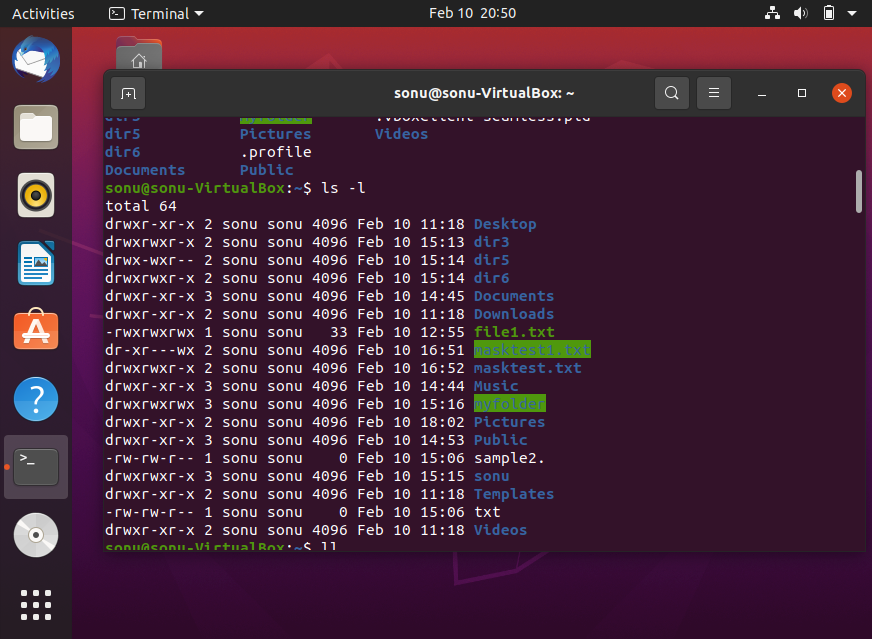 Activities Terminal Feb 10 20:50
sonu@sonu-VirtualBox: ~
dir3 myfolder .vboxclient-seamless.pid
dir5 Pictures Videos
dir6 .profile
Documents Public
sonu@sonu-VirtualBox:~$ ls -l
total 64
drwxr-xr-x 2 sonu sonu 4096 Feb 10 11:18 Desktop
drwxr-xr-x 2 sonu sonu 4096 Feb 10 15:13 dir3
drwx-wxr-- 2 sonu sonu 4096 Feb 10 15:14 dir5
drwxrwxr-x 2 sonu sonu 4096 Feb 10 15:14 dir6
drwxr-xr-x 3 sonu sonu 4096 Feb 10 14:45 Documents
drwxr-xr-x 2 sonu sonu 4096 Feb 10 11:18 Downloads
-rwxrwxrwx 1 sonu sonu 33 Feb 10 12:55 file1.txt
dr-xr---wx 2 sonu sonu 4096 Feb 10 16:51 masktest1.txt
drwxrwxr-x 2 sonu sonu 4096 Feb 10 16:52 masktest.txt
drwxr-xr-x 3 sonu sonu 4096 Feb 10 14:44 Music
drwxrwxrwx 3 sonu sonu 4096 Feb 10 15:16 myfolder
drwxr-xr-x 2 sonu sonu 4096 Feb 10 18:02 Pictures
drwxr-xr-x 3 sonu sonu 4096 Feb 10 14:53 Public
-rw-rw-r-- 1 sonu sonu 0 Feb 10 15:06 sample2.
drwxrwxr-x 3 sonu sonu 4096 Feb 10 15:15 sonu
drwxr-xr-x 2 sonu sonu 4096 Feb 10 11:18 Templates
-rw-rw-r-- 1 sonu sonu 0 Feb 10 15:06 txt
drwxr-xr-x 2 sonu sonu 4096 Feb 10 11:18 Videos
sonu@sonu-VirtualBox:~$ ll